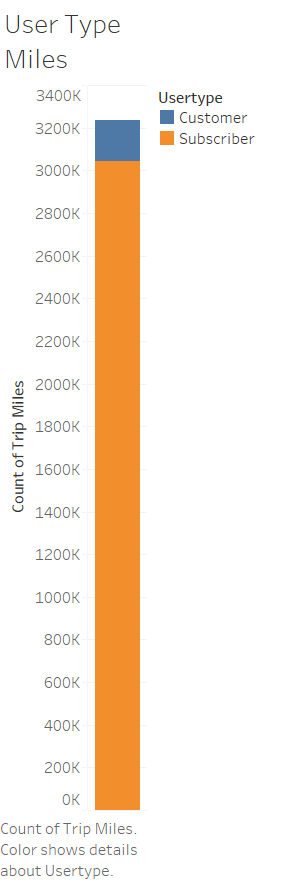 User Type
Miles
Usertype
Customer
Subscriber
3400K
3200K
3000K
2800K
2600K
2400K
2200K
2000K
1800K
1600K
1400K
1200K
1000K
800K
600K
400K
200K
0K
Count of Trip Miles
Count of Trip Miles.
Color shows details
about Usertype.